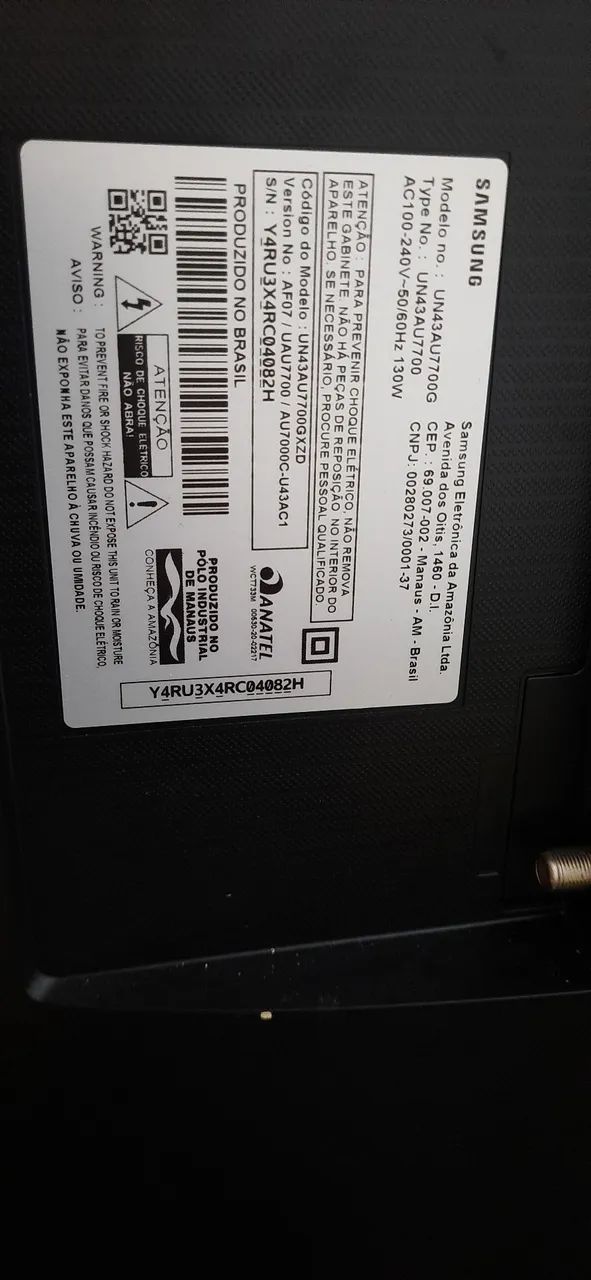 SAMSUNG
Modelo no. : UN43AU7700G
Type No. : UN43AU7700
AC100-240V~50/60Hz 130W
Samsung Eletrônica da Amazônia Ltda.
Avenida dos Oitis, 1460 - D.I.
CEP. : 69.007-002 - Manaus - AM - Brasil
CNPJ: 00280273/0001-37
ATENÇÃO : PARA PREVENIR CHOQUE ELÉTRICO, NÃO REMOVA
ESTE GABINETE. NÃO HÁ PEÇAS DE REPOSIÇÃO, NO INTERIOR DO
APARELHO. SE NECESSÁRIO, PROCURE PESSOAL QUALIFICADO.
Código do Modelo : UN43AU7700GXZD
Version No : AF07 / UAU7700 / AU7000C-U43AC1
S/N : Y4RU3X4RC04082H
ANATEL
WCT733M 00630-20-02217
PRODUZIDO NO BRASIL
PRODUZIDO NO
PÓLO INDUSTRIAL
DE MANAUS
CONHEÇA A AMAZÔNIA
ATENÇÃO
RISCO DE CHOQUE ELÉTRICO
NÃO ABRA!
Y4RU3X4RC04082H
WARNING : TO PREVENT FIRE OR SHOCK HAZARD DO NOT EXPOSE THIS UNIT TO RAIN OR MOISTURE
AVISO : PARA EVITAR DANOS QUE POSSAM CAUSAR INCÊNDIO OU RISCO DE CHOQUE ELÉTRICO,
NÃO EXPONHA ESTE APARELHO À CHUVA OU UMIDADE.